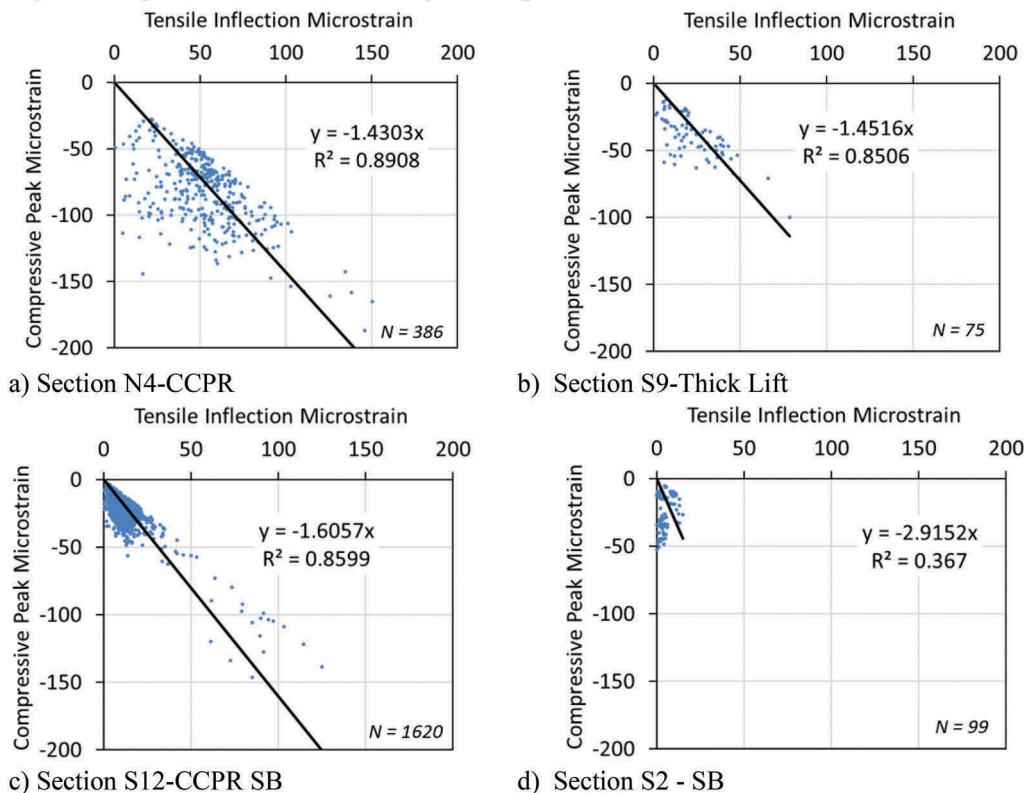 Tensile Inflection Microstrain
0 50 100 150 200
0
-50
-100
-150
-200
Compressive Peak Microstrain
y = -1.4303x
R² = 0.8908
N = 386
a) Section N4-CCPR
Tensile Inflection Microstrain
0 50 100 150 200
0
-50
-100
-150
-200
Compressive Peak Microstrain
y = -1.4516x
R² = 0.8506
N = 75
b) Section S9-Thick Lift
Tensile Inflection Microstrain
0 50 100 150 200
0
-50
-100
-150
-200
Compressive Peak Microstrain
y = -1.6057x
R² = 0.8599
N = 1620
c) Section S12-CCPR SB
Tensile Inflection Microstrain
0 50 100 150 200
0
-50
-100
-150
-200
Compressive Peak Microstrain
y = -2.9152x
R² = 0.367
N = 99
d) Section S2 - SB